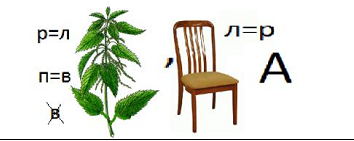 р=л
п=в
в
,
л=р
А